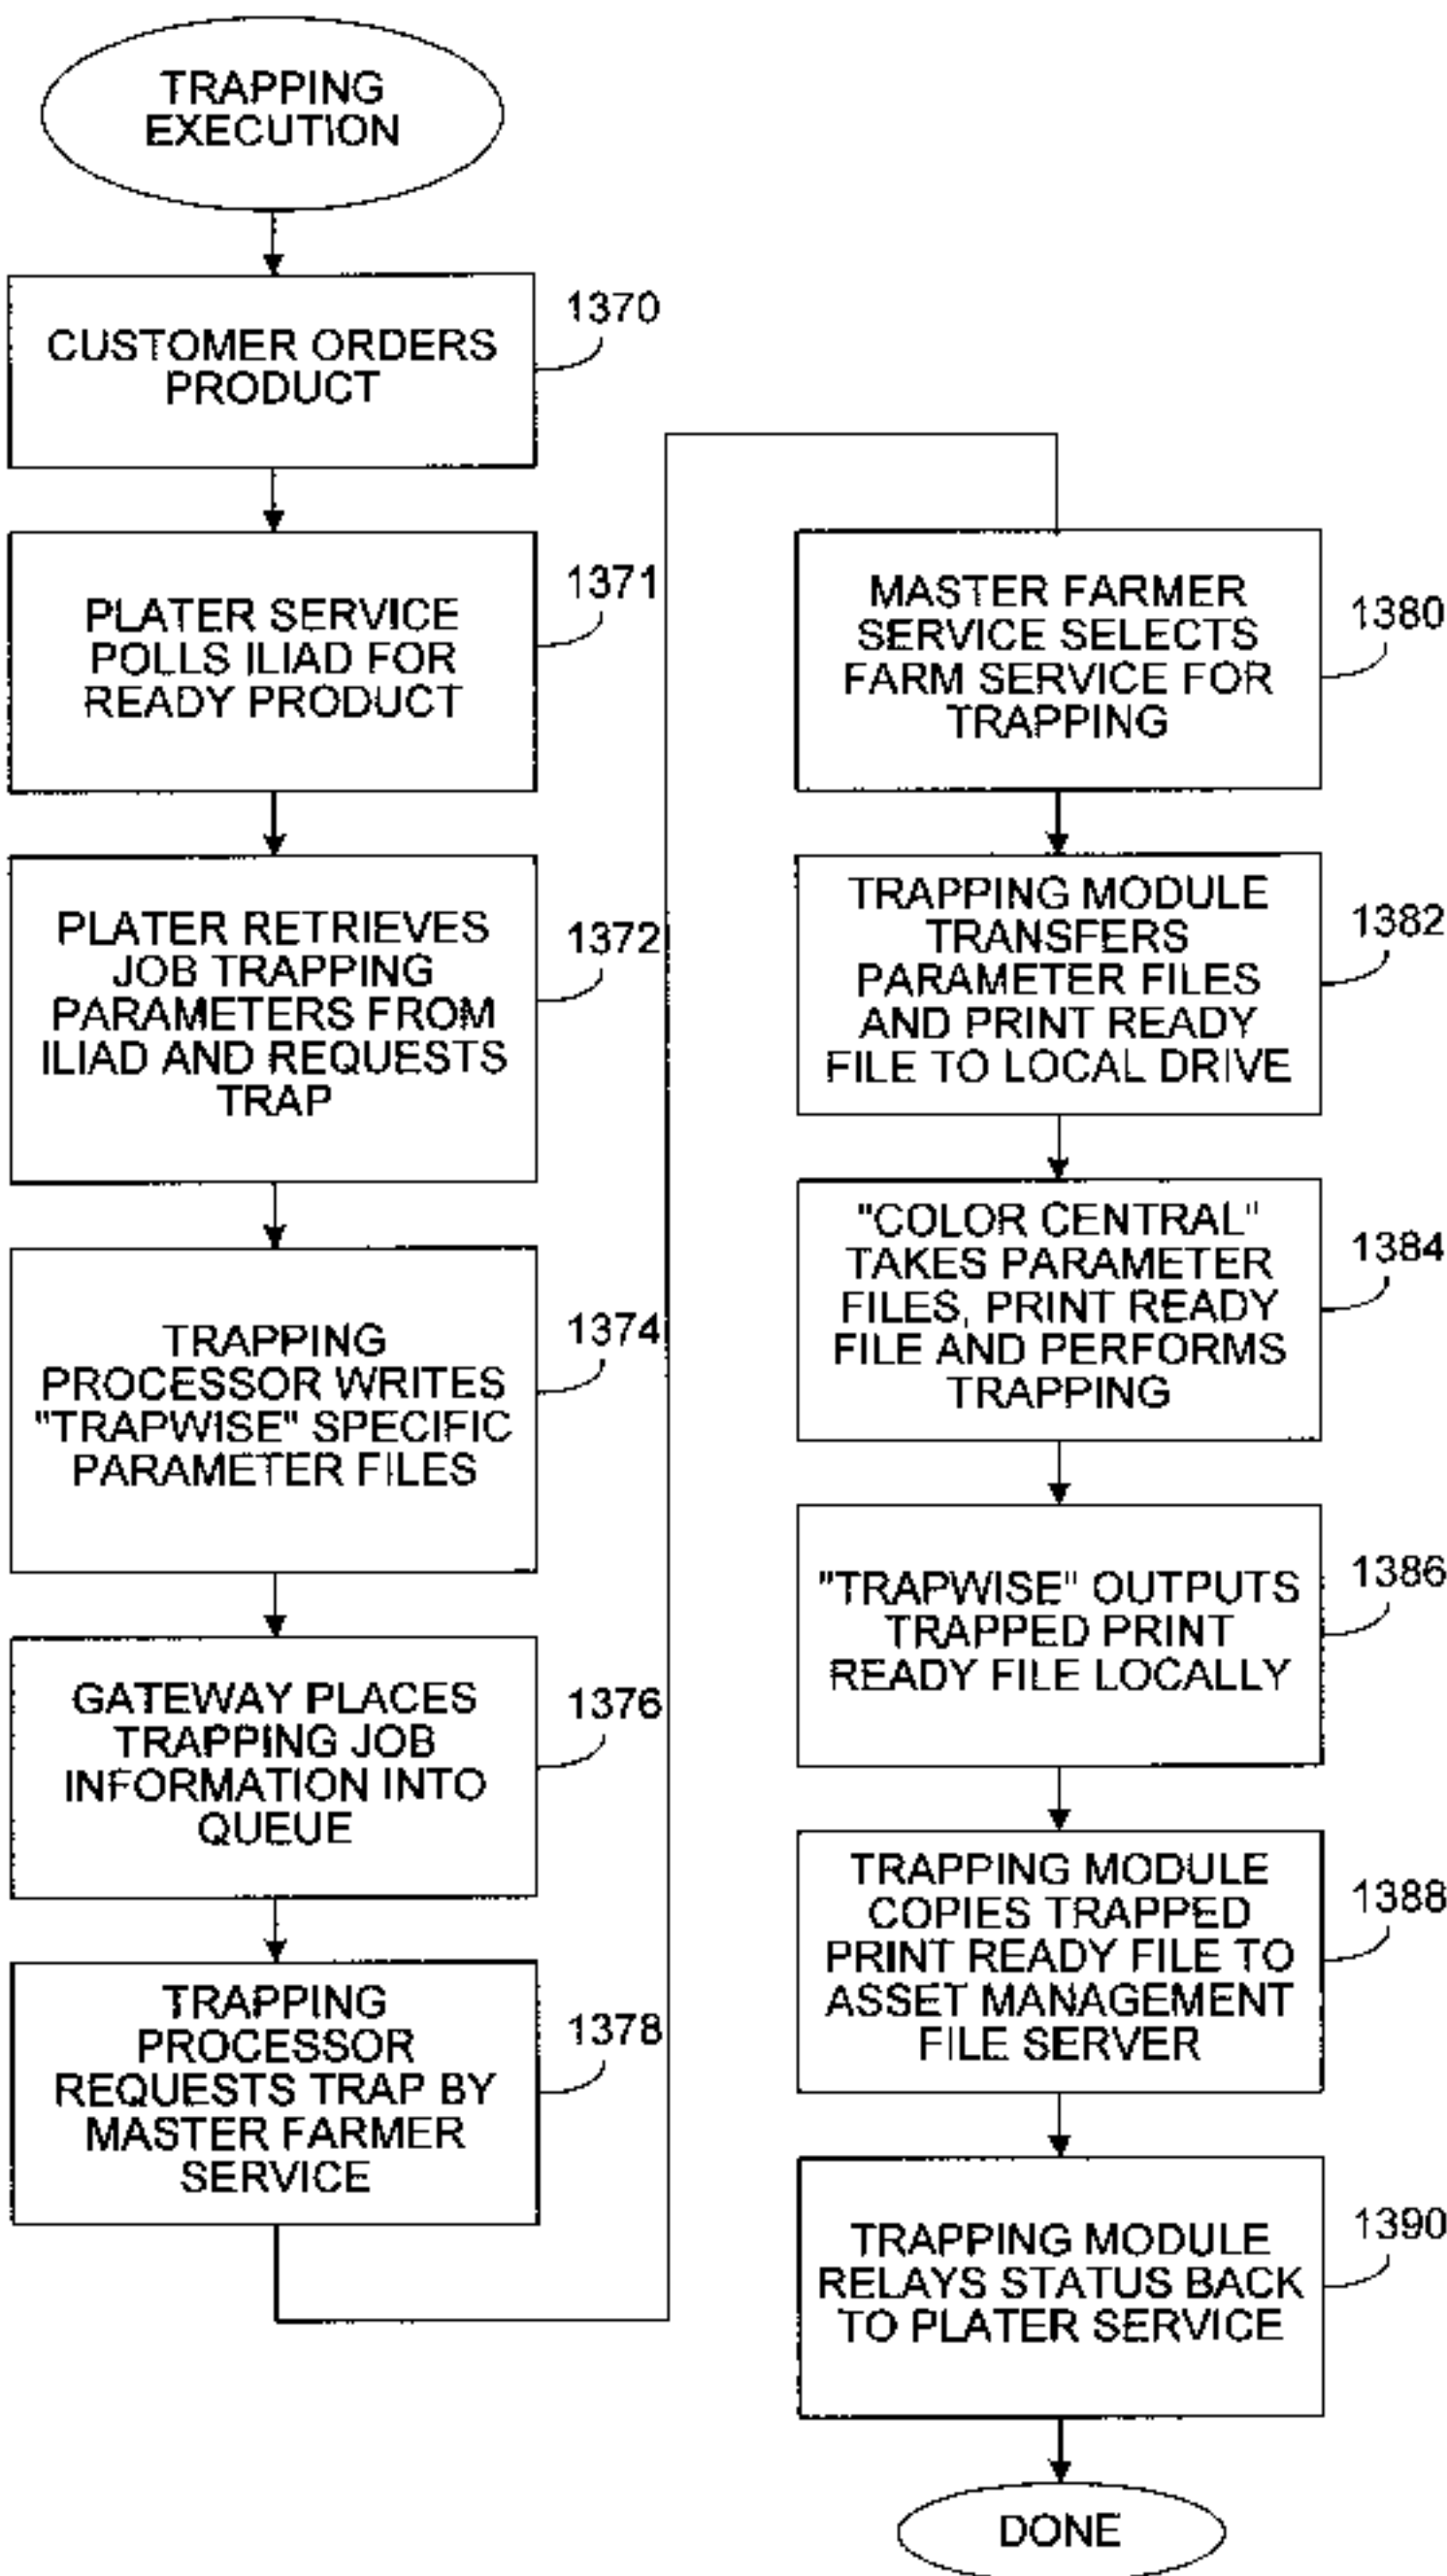 TRAPPING
EXECUTION
CUSTOMER ORDERS
PRODUCT
1370
PLATER SERVICE
POLLS ILIAD FOR
READY PRODUCT
1371
PLATER RETRIEVES
JOB TRAPPING
PARAMETERS FROM
ILIAD AND REQUESTS
TRAP
1372
TRAPPING
PROCESSOR WRITES
"TRAPWISE" SPECIFIC
PARAMETER FILES
1374
GATEWAY PLACES
TRAPPING JOB
INFORMATION INTO
QUEUE
1376
TRAPPING
PROCESSOR
REQUESTS TRAP BY
MASTER FARMER
SERVICE
1378
MASTER FARMER
SERVICE SELECTS
FARM SERVICE FOR
TRAPPING
1380
TRAPPING MODULE
TRANSFERS
PARAMETER FILES
AND PRINT READY
FILE TO LOCAL DRIVE
1382
"COLOR CENTRAL"
TAKES PARAMETER
FILES, PRINT READY
FILE AND PERFORMS
TRAPPING
1384
"TRAPWISE" OUTPUTS
TRAPPED PRINT
READY FILE LOCALLY
1386
TRAPPING MODULE
COPIES TRAPPED
PRINT READY FILE TO
ASSET MANAGEMENT
FILE SERVER
1388
TRAPPING MODULE
RELAYS STATUS BACK
TO PLATER SERVICE
1390
DONE